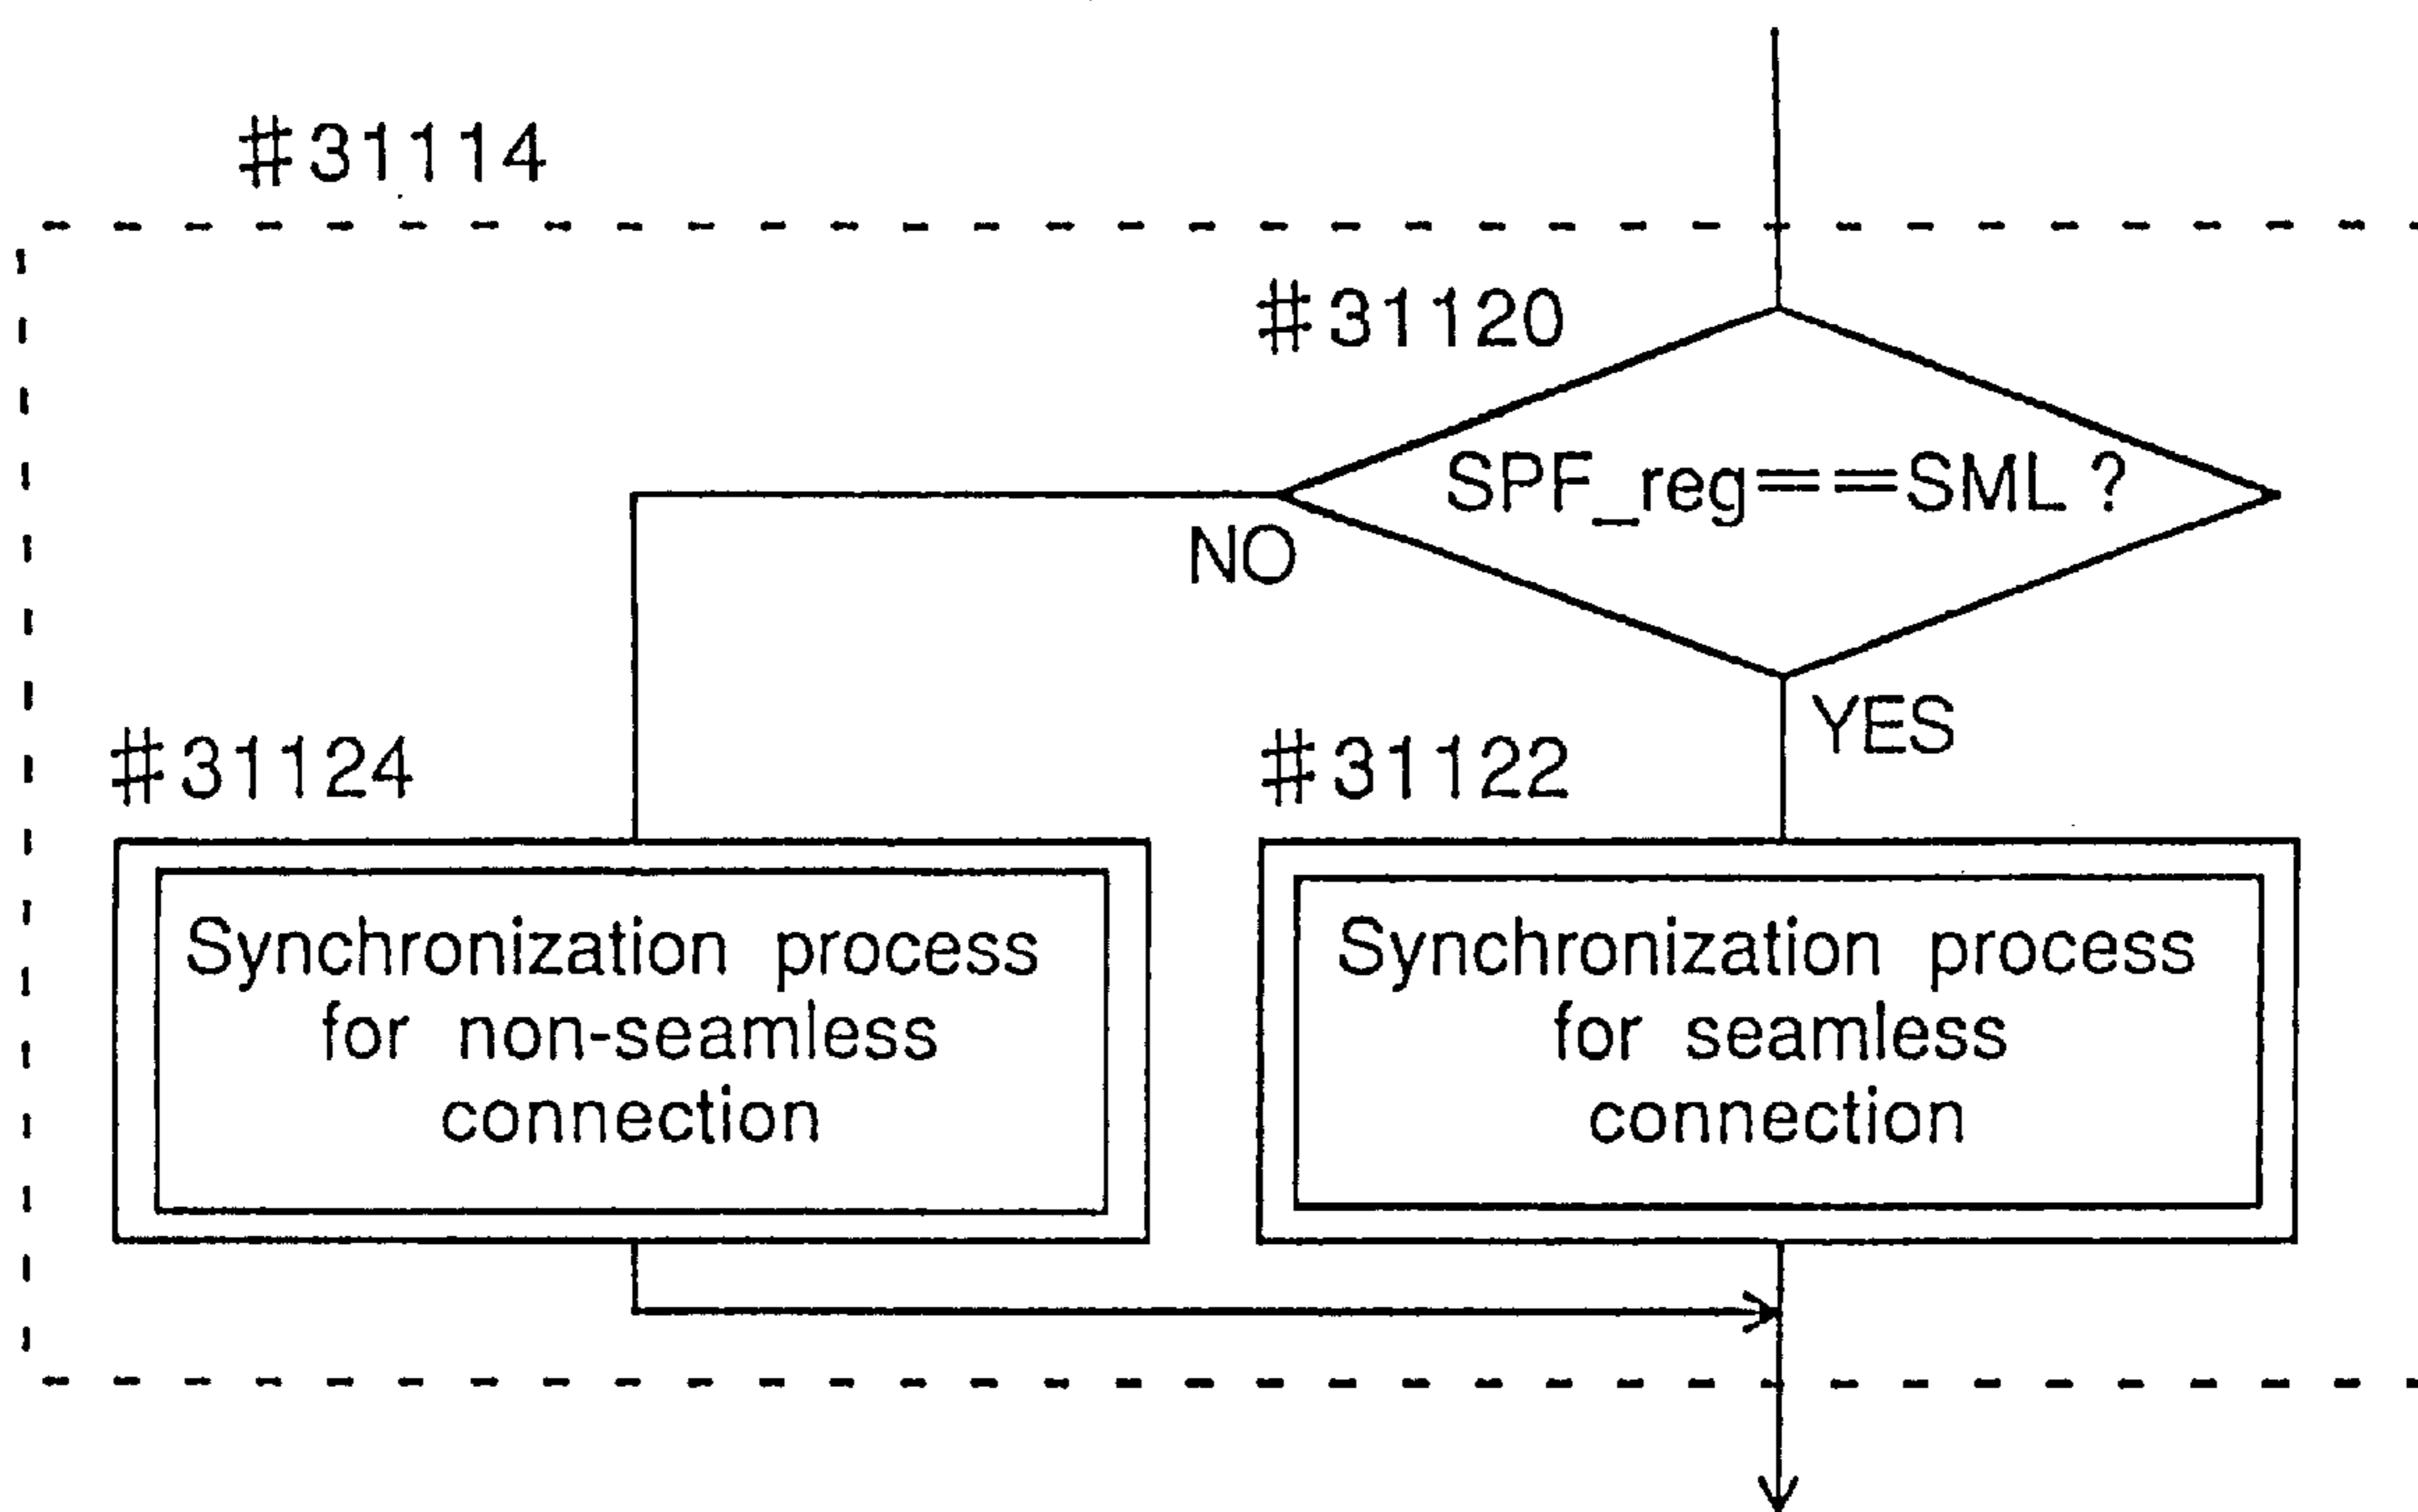 #31114
#31120
SPF_reg==SML ?
NO
YES
#31124
#31122
Synchronization process
for non-seamless
connection
Synchronization process
for seamless
connection